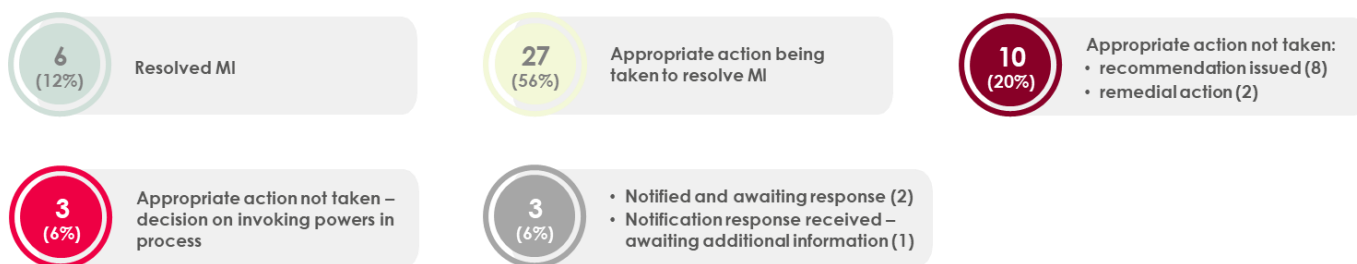 6
(12%)
Resolved MI
27
(56%)
Appropriate action being
taken to resolve MI
10
(20%)
Appropriate action not taken:
• recommendation issued (8)
• remedial action (2)
3
(6%)
Appropriate action not taken –
decision on invoking powers in
process
3
(6%)
• Notified and awaiting response (2)
• Notification response received –
awaiting additional information (1)